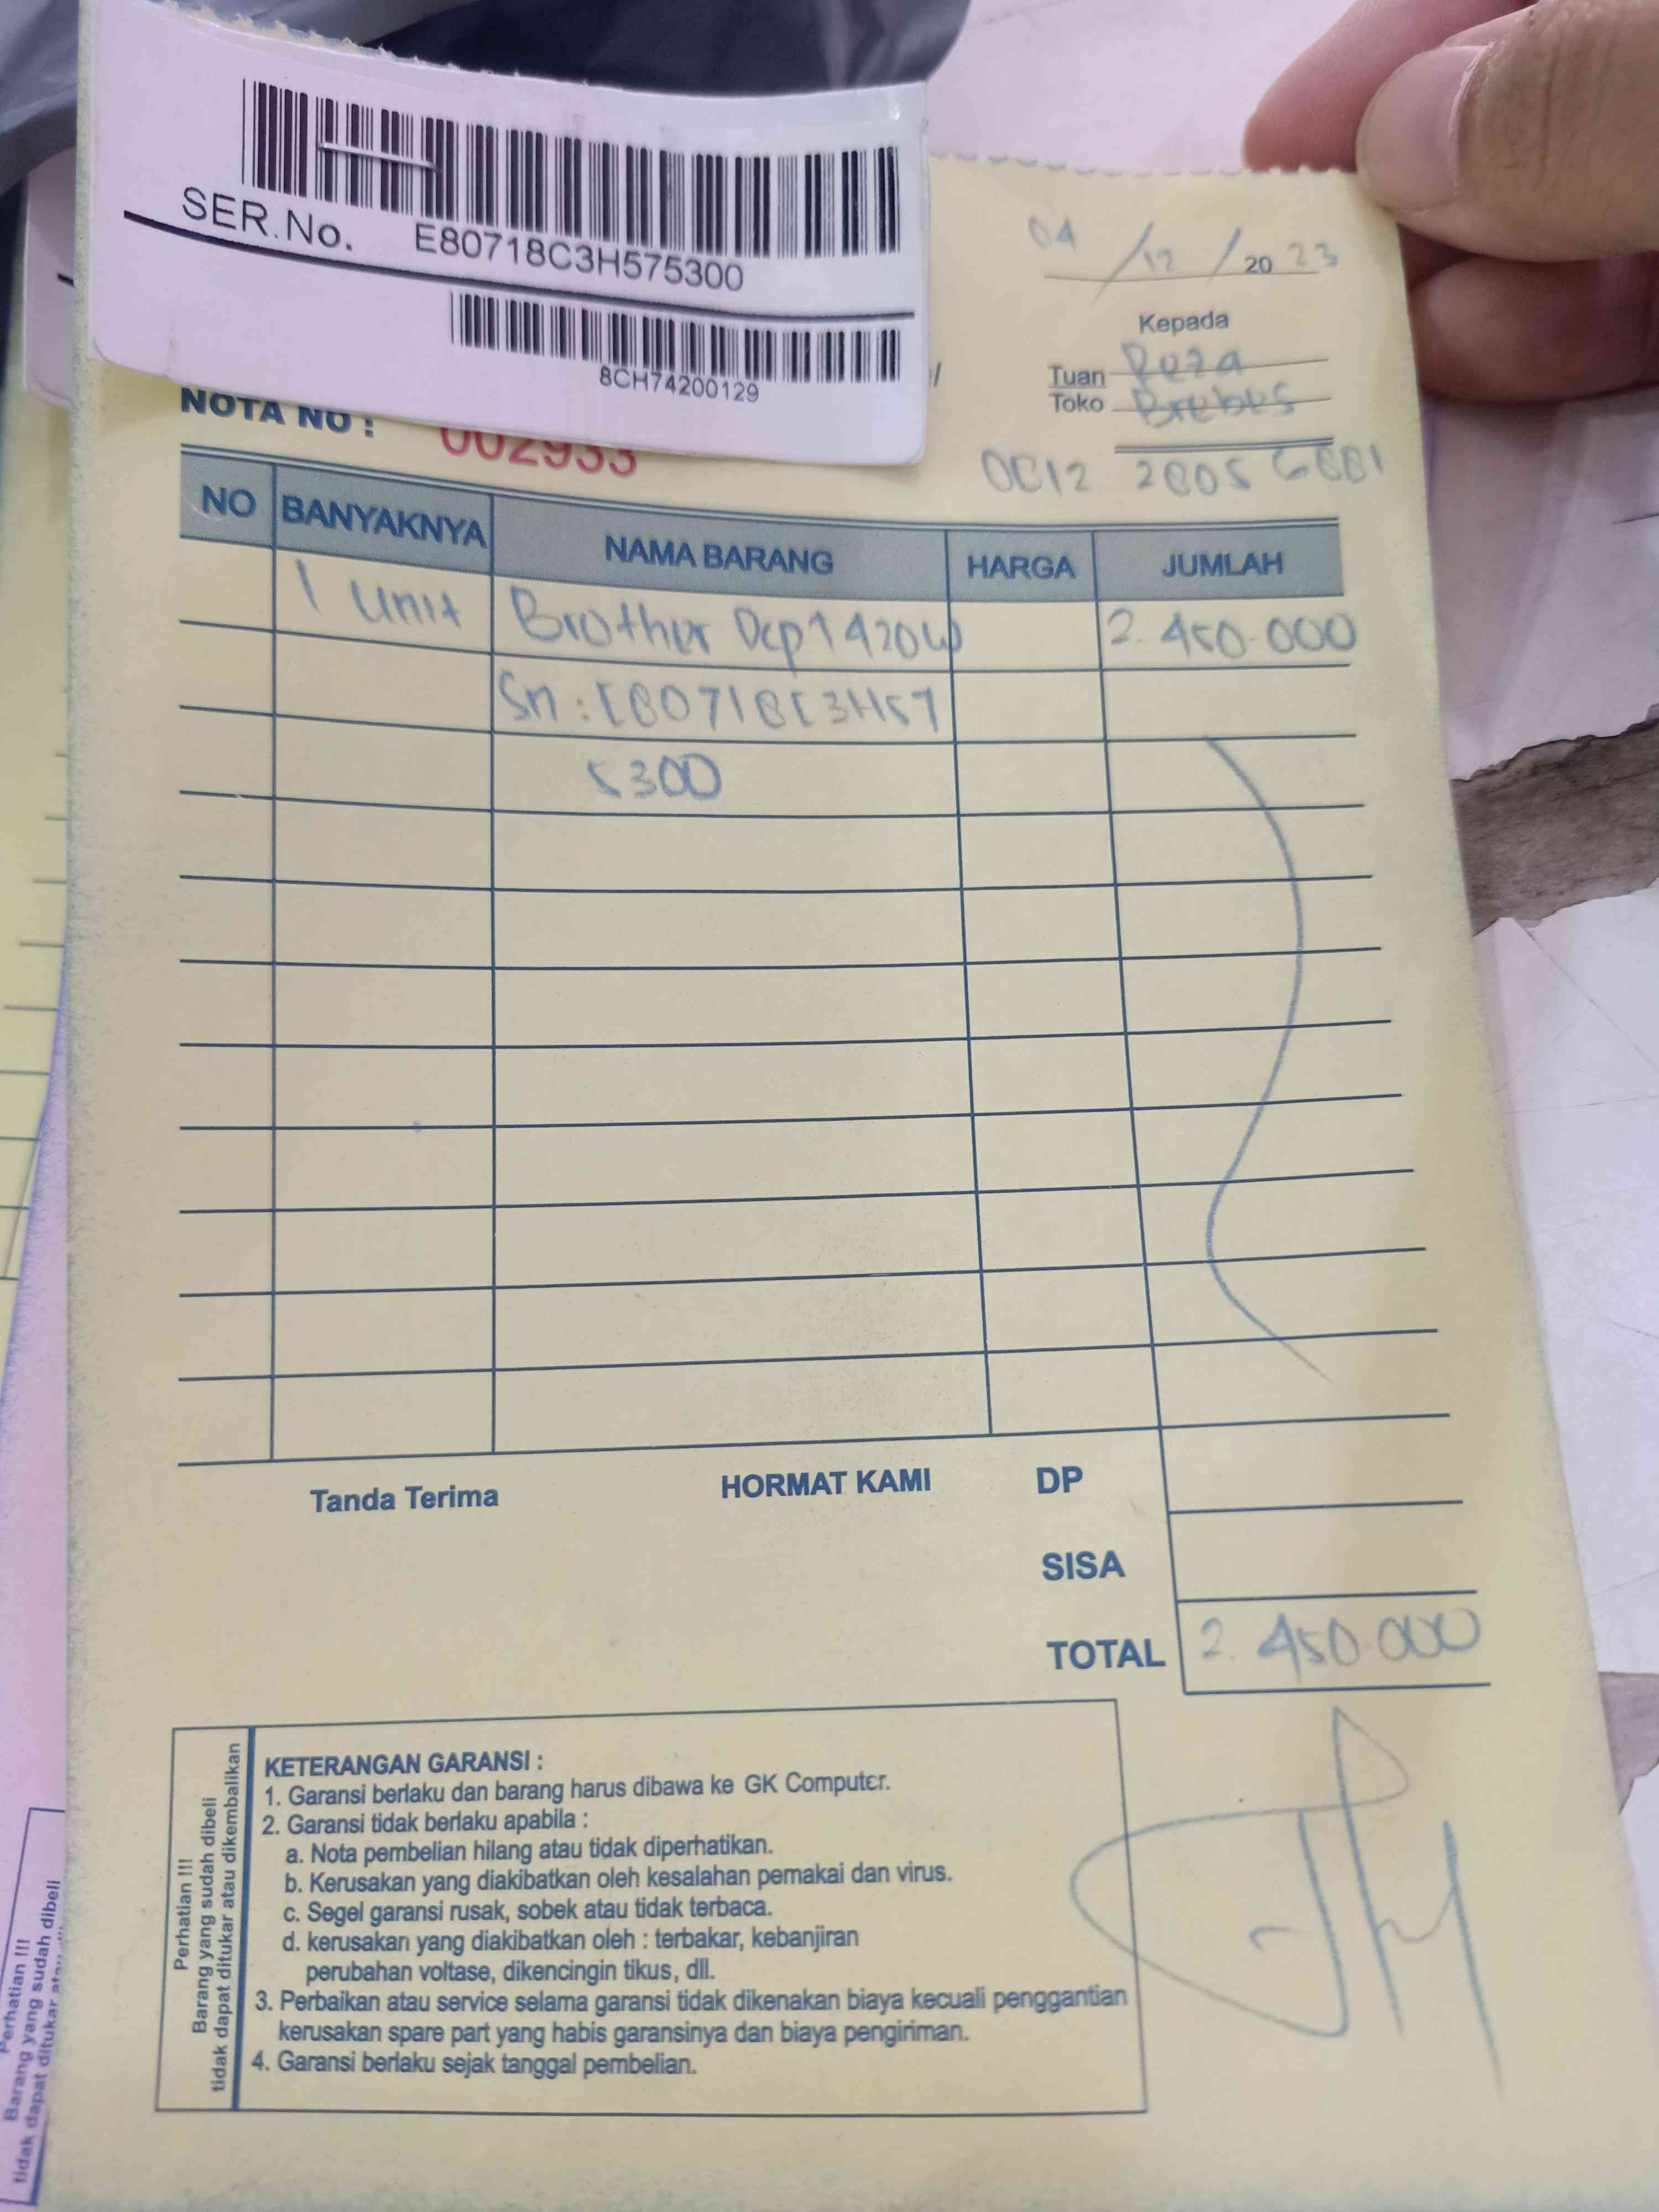 SER.No. E80718C3H575300
8CH74200129
04 / 12 / 20 23
Kepada
Tuan Reza
Toko Brebes
NOTA NO : 002933
0812 2805 6881
NO BANYAKNYA NAMA BARANG HARGA JUMLAH
1 Unit Brother Dcp T420W 2.450.000
Sn : E80718C3H57
5300
Tanda Terima HORMAT KAMI DP
SISA
TOTAL 2.450.000
Perhatian !!!
Barang yang sudah dibeli
tidak dapat ditukar atau dikembalikan
KETERANGAN GARANSI :
1. Garansi berlaku dan barang harus dibawa ke GK Computer.
2. Garansi tidak berlaku apabila :
a. Nota pembelian hilang atau tidak diperhatikan.
b. Kerusakan yang diakibatkan oleh kesalahan pemakai dan virus.
c. Segel garansi rusak, sobek atau tidak terbaca.
d. kerusakan yang diakibatkan oleh : terbakar, kebanjiran
perubahan voltase, dikencingin tikus, dll.
3. Perbaikan atau service selama garansi tidak dikenakan biaya kecuali penggantian
kerusakan spare part yang habis garansinya dan biaya pengiriman.
4. Garansi berlaku sejak tanggal pembelian.
Perhatian !!!
Barang yang sudah dibeli
tidak dapat ditukar